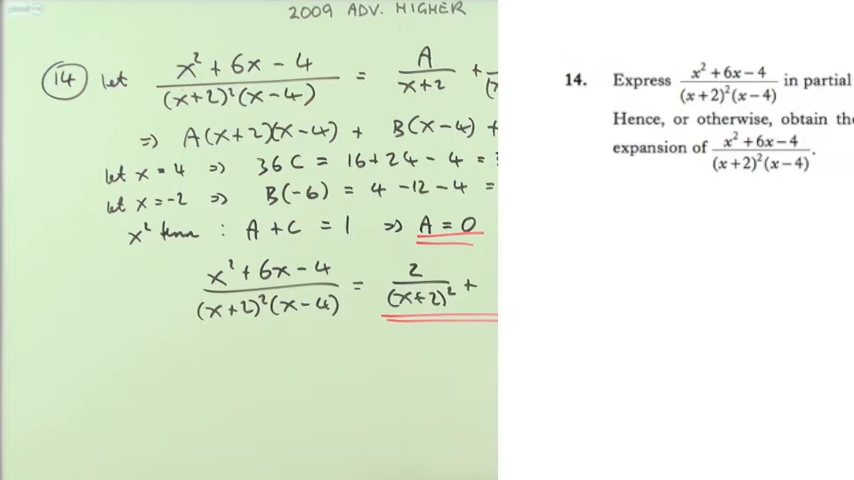 2009 ADV. HIGHER
14 let x² + 6x - 4 / (x+2)²(x-4) = A / x+2 +
=> A(x+2)(x-4) + B(x-4) +
let x = 4 => 36C = 16+24-4 =
let x = -2 => B(-6) = 4 -12 -4 =
x² term : A + C = 1 => A = 0
x² + 6x - 4 / (x+2)²(x-4) = 2 / (x+2)² +
14. Express x² + 6x - 4 / (x+2)²(x-4) in partial
Hence, or otherwise, obtain the
expansion of x² + 6x - 4 / (x+2)²(x-4).